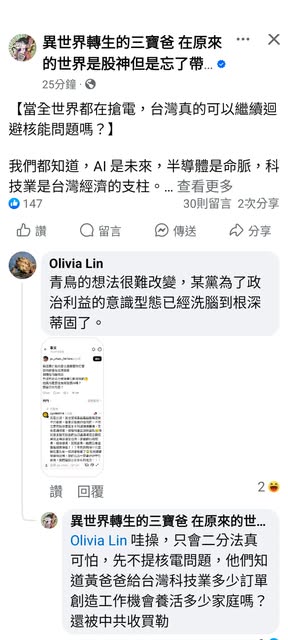 異世界轉生的三寶爸 在原來
的世界是股神但是忘了帶...
25分鐘
【當全世界都在搶電，台灣真的可以繼續迴
避核能問題嗎？】
我們都知道，AI 是未來，半導體是命脈，科
技業是台灣經濟的支柱。... 查看更多
147
30則留言 2次分享
讚 留言 傳送 分享
Olivia Lin
青鳥的想法很難改變，某黨為了政
治利益的意識型態已經洗腦到根深
蒂固了。
讚 回覆
2
異世界轉生的三寶爸 在原來的世...
Olivia Lin 哇操，只會二分法真
可怕，先不提核電問題，他們知
道黃爸爸給台灣科技業多少訂單
創造工作機會養活多少家庭嗎？
還被中共收買勒